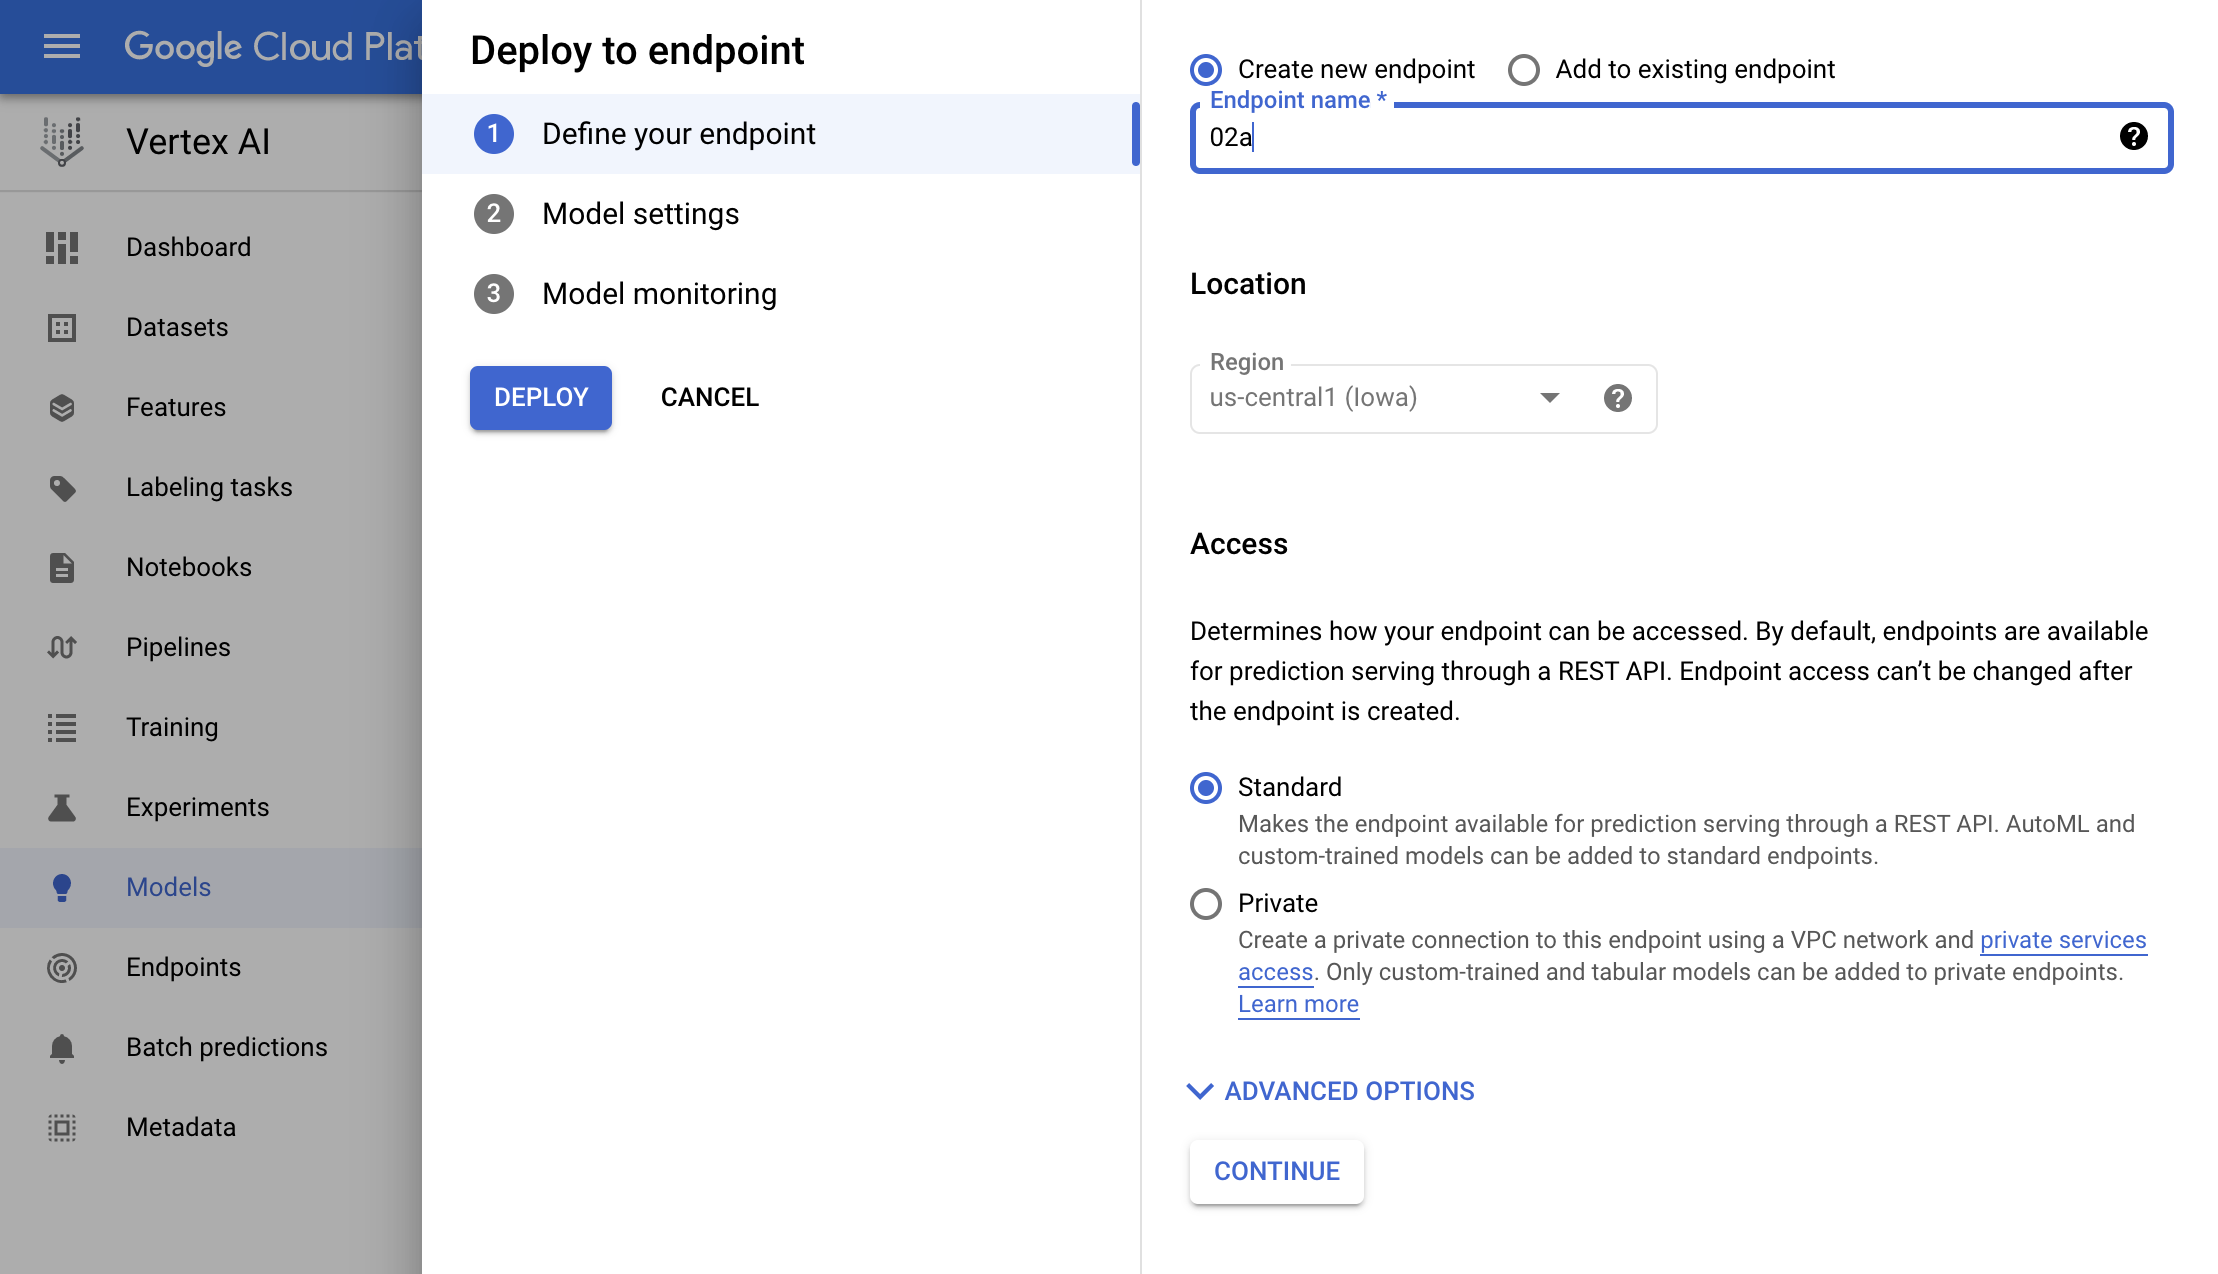 Google Cloud Plat
Vertex AI
Dashboard
Datasets
Features
Labeling tasks
Notebooks
Pipelines
Training
Experiments
Models
Endpoints
Batch predictions
Metadata
Deploy to endpoint
1 Define your endpoint
2 Model settings
3 Model monitoring
DEPLOY CANCEL
Create new endpoint Add to existing endpoint
Endpoint name *
02a
Location
Region
us-central1 (Iowa)
Access
Determines how your endpoint can be accessed. By default, endpoints are available
for prediction serving through a REST API. Endpoint access can’t be changed after
the endpoint is created.
Standard
Makes the endpoint available for prediction serving through a REST API. AutoML and
custom-trained models can be added to standard endpoints.
Private
Create a private connection to this endpoint using a VPC network and private services
access. Only custom-trained and tabular models can be added to private endpoints.
Learn more
ADVANCED OPTIONS
CONTINUE